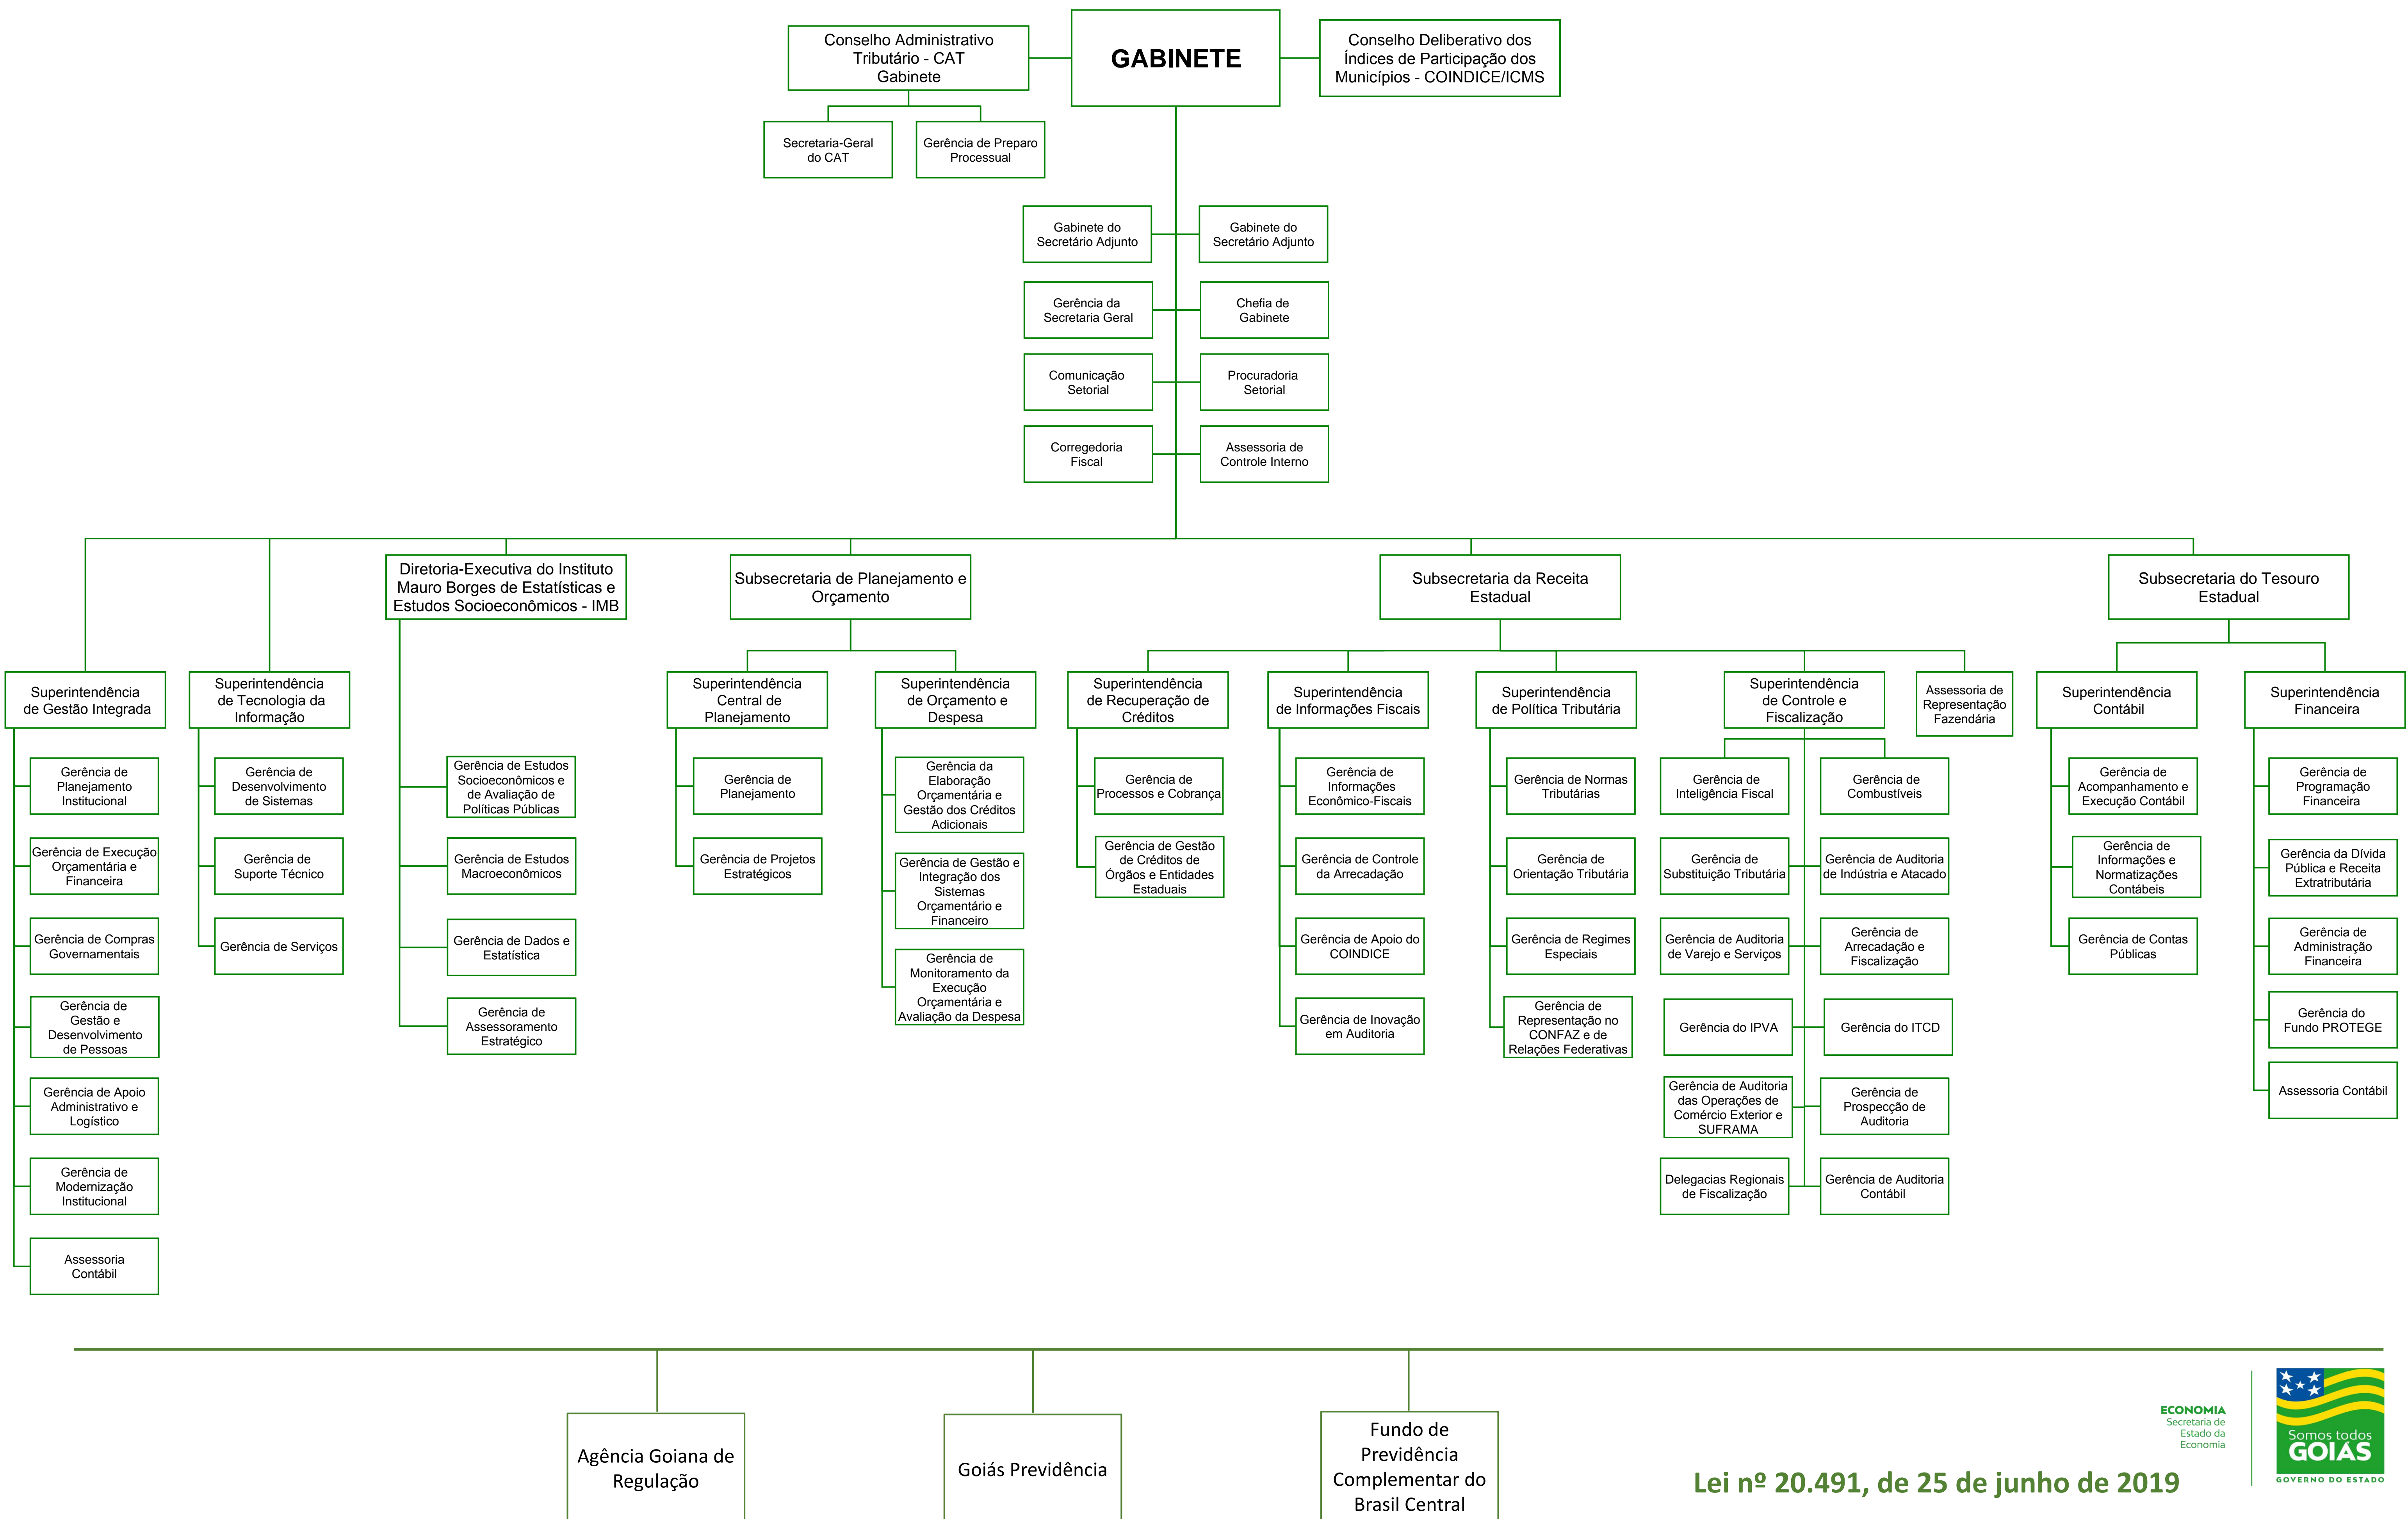 Conselho Administrativo
Tributário - CAT
Gabinete
GABINETE
Conselho Deliberativo dos
Índices de Participação dos
Municípios - COINDICE/ICMS
Secretaria-Geral
do CAT
Gerência de Preparo
Processual
Gabinete do
Secretário Adjunto
Gabinete do
Secretário Adjunto
Gerência da
Secretaria Geral
Chefia de
Gabinete
Comunicação
Setorial
Procuradoria
Setorial
Corregedoria
Fiscal
Assessoria de
Controle Interno
Diretoria-Executiva do Instituto
Mauro Borges de Estatísticas e
Estudos Socioeconômicos - IMB
Subsecretaria de Planejamento e
Orçamento
Subsecretaria da Receita
Estadual
Subsecretaria do Tesouro
Estadual
Superintendência
de Gestão Integrada
Superintendência
de Tecnologia da
Informação
Superintendência
Central de
Planejamento
Superintendência
de Orçamento e
Despesa
Superintendência
de Recuperação de
Créditos
Superintendência
de Informações Fiscais
Superintendência
de Política Tributária
Superintendência
de Controle e
Fiscalização
Assessoria de
Representação
Fazendária
Superintendência
Contábil
Superintendência
Financeira
Gerência de
Planejamento
Institucional
Gerência de Execução
Orçamentária e
Financeira
Gerência de Compras
Governamentais
Gerência de
Gestão e
Desenvolvimento
de Pessoas
Gerência de Apoio
Administrativo e
Logístico
Gerência de
Modernização
Institucional
Assessoria
Contábil
Gerência de
Desenvolvimento
de Sistemas
Gerência de
Suporte Técnico
Gerência de Serviços
Gerência de Estudos
Socioeconômicos e
de Avaliação de
Políticas Públicas
Gerência de Estudos
Macroeconômicos
Gerência de Dados e
Estatística
Gerência de
Assessoramento
Estratégico
Gerência de
Planejamento
Gerência de Projetos
Estratégicos
Gerência da
Elaboração
Orçamentária e
Gestão dos Créditos
Adicionais
Gerência de Gestão e
Integração dos
Sistemas
Orçamentário e
Financeiro
Gerência de
Monitoramento da
Execução
Orçamentária e
Avaliação da Despesa
Gerência de
Processos e Cobrança
Gerência de Gestão
de Créditos de
Órgãos e Entidades
Estaduais
Gerência de
Informações
Econômico-Fiscais
Gerência de Controle
da Arrecadação
Gerência de Apoio do
COINDICE
Gerência de Inovação
em Auditoria
Gerência de Normas
Tributárias
Gerência de
Orientação Tributária
Gerência de Regimes
Especiais
Gerência de
Representação no
CONFAZ e de
Relações Federativas
Gerência de
Inteligência Fiscal
Gerência de
Combustíveis
Gerência de
Substituição Tributária
Gerência de Auditoria
de Indústria e Atacado
Gerência de Auditoria
de Varejo e Serviços
Gerência de
Arrecadação e
Fiscalização
Gerência do IPVA
Gerência do ITCD
Gerência de Auditoria
das Operações de
Comércio Exterior e
SUFRAMA
Gerência de
Prospecção de
Auditoria
Delegacias Regionais
de Fiscalização
Gerência de Auditoria
Contábil
Gerência de
Acompanhamento e
Execução Contábil
Gerência de
Informações e
Normatizações
Contábeis
Gerência de Contas
Públicas
Gerência de
Programação
Financeira
Gerência da Dívida
Pública e Receita
Extratributária
Gerência de
Administração
Financeira
Gerência do
Fundo PROTEGE
Assessoria Contábil
Agência Goiana de
Regulação
Goiás Previdência
Fundo de
Previdência
Complementar do
Brasil Central
ECONOMIA
Secretaria de
Estado da
Economia
Somos todos
GOIÁS
GOVERNO DO ESTADO
Lei nº 20.491, de 25 de junho de 2019